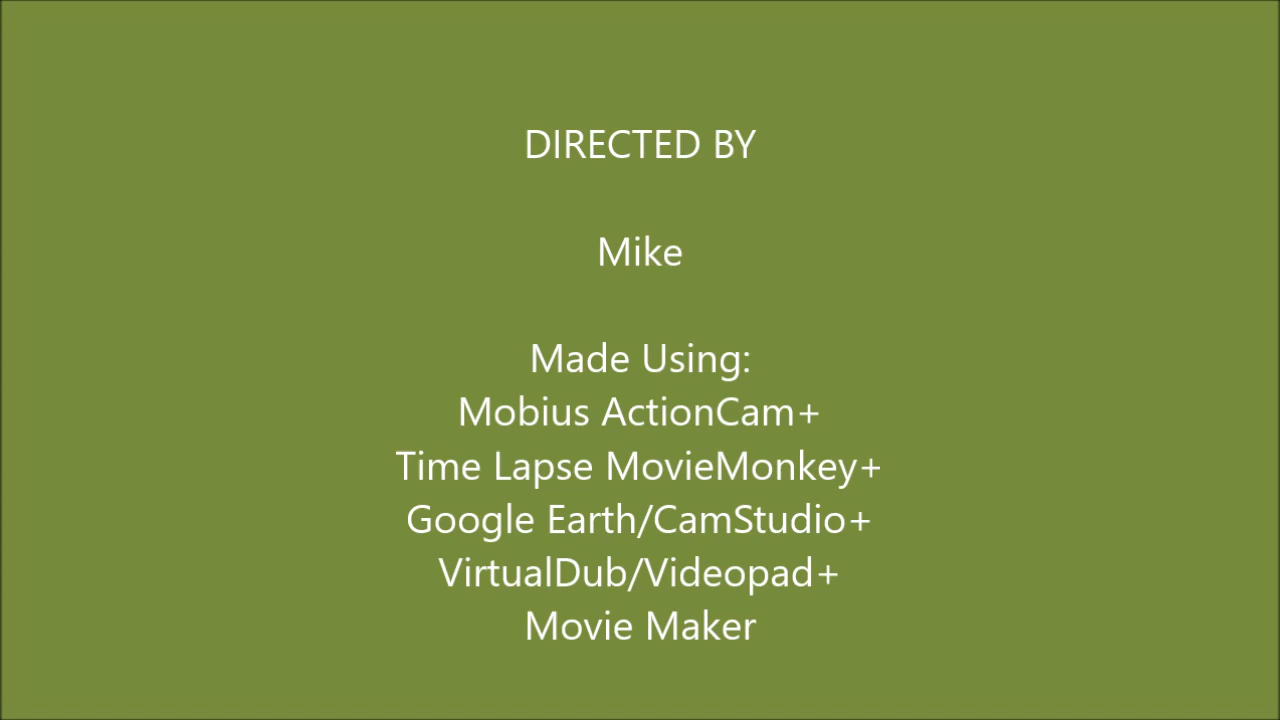 DIRECTED BY
Mike
Made Using:
Mobius ActionCam+
Time Lapse MovieMonkey+
Google Earth/CamStudio+
VirtualDub/Videopad+
Movie Maker